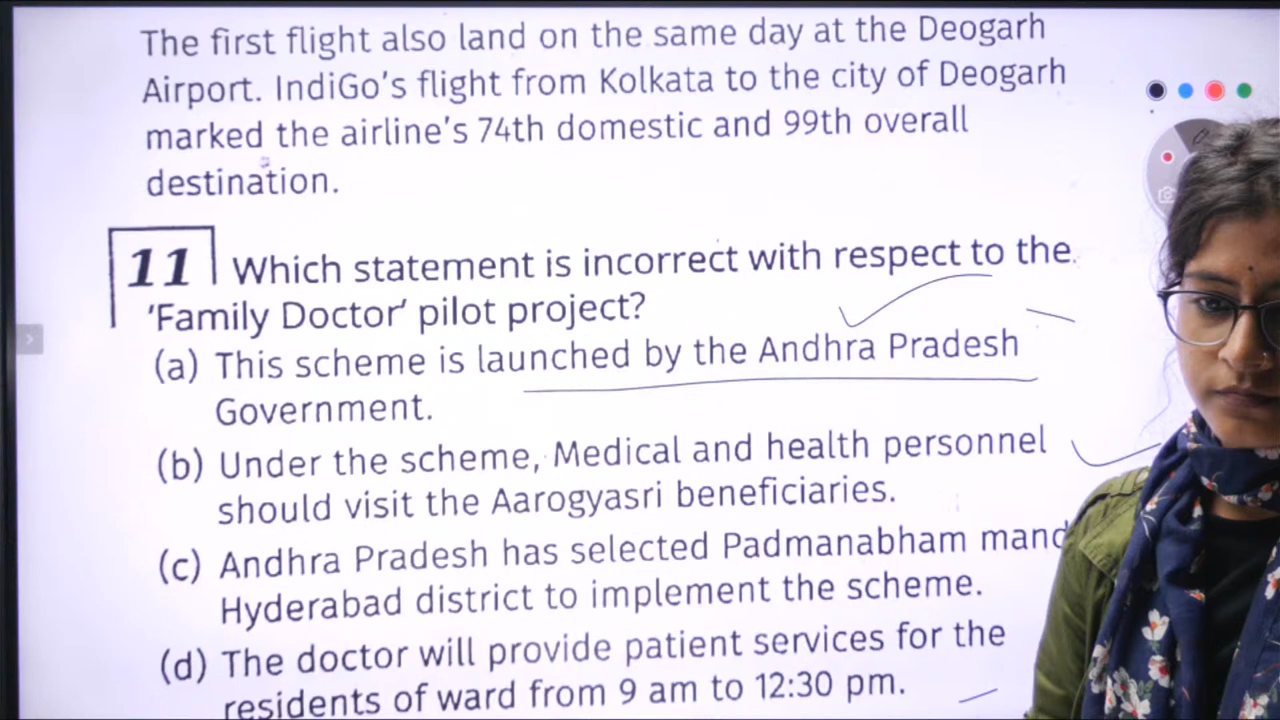 The first flight also land on the same day at the Deogarh
Airport. IndiGo's flight from Kolkata to the city of Deogarh
marked the airline's 74th domestic and 99th overall
destination.
11 Which statement is incorrect with respect to the
'Family Doctor' pilot project?
(a) This scheme is launched by the Andhra Pradesh
Government.
(b) Under the scheme, Medical and health personnel
should visit the Aarogyasri beneficiaries.
(c) Andhra Pradesh has selected Padmanabham mand
Hyderabad district to implement the scheme.
(d) The doctor will provide patient services for the
residents of ward from 9 am to 12:30 pm.